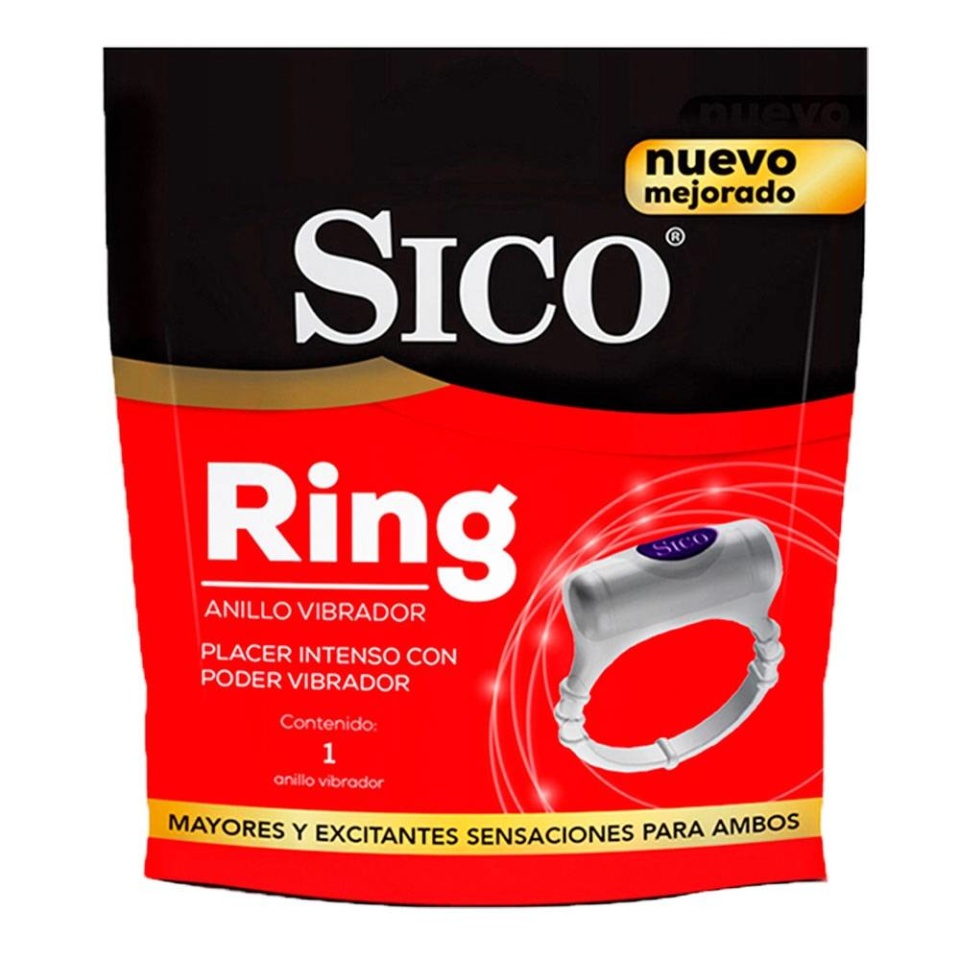 nuevo
mejorado
SICO®
Ring
ANILLO VIBRADOR
PLACER INTENSO CON
PODER VIBRADOR
Contenido:
1
anillo vibrador
SICO
MAYORES Y EXCITANTES SENSACIONES PARA AMBOS